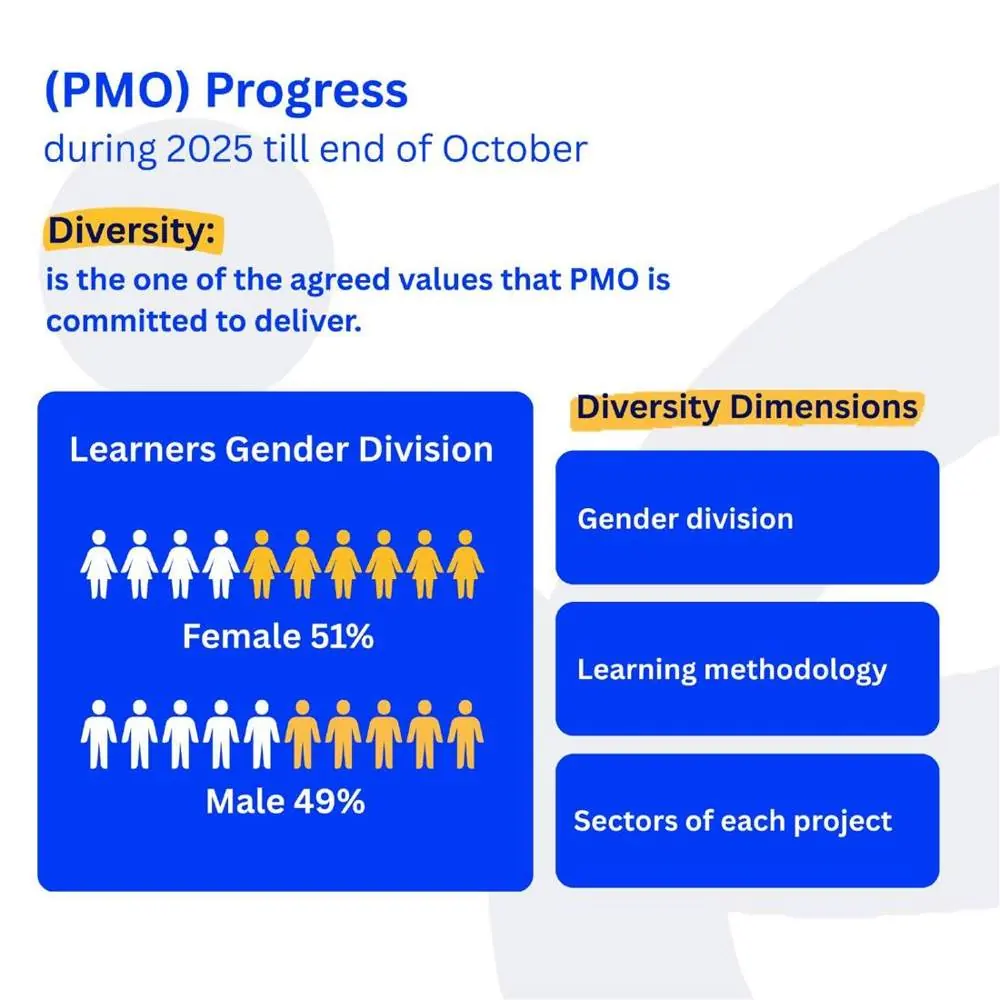 (PMO) Progress
during 2025 till end of October
Diversity:
is the one of the agreed values that PMO is
committed to deliver.
Learners Gender Division
Female 51%
Male 49%
Diversity Dimensions
Gender division
Learning methodology
Sectors of each project